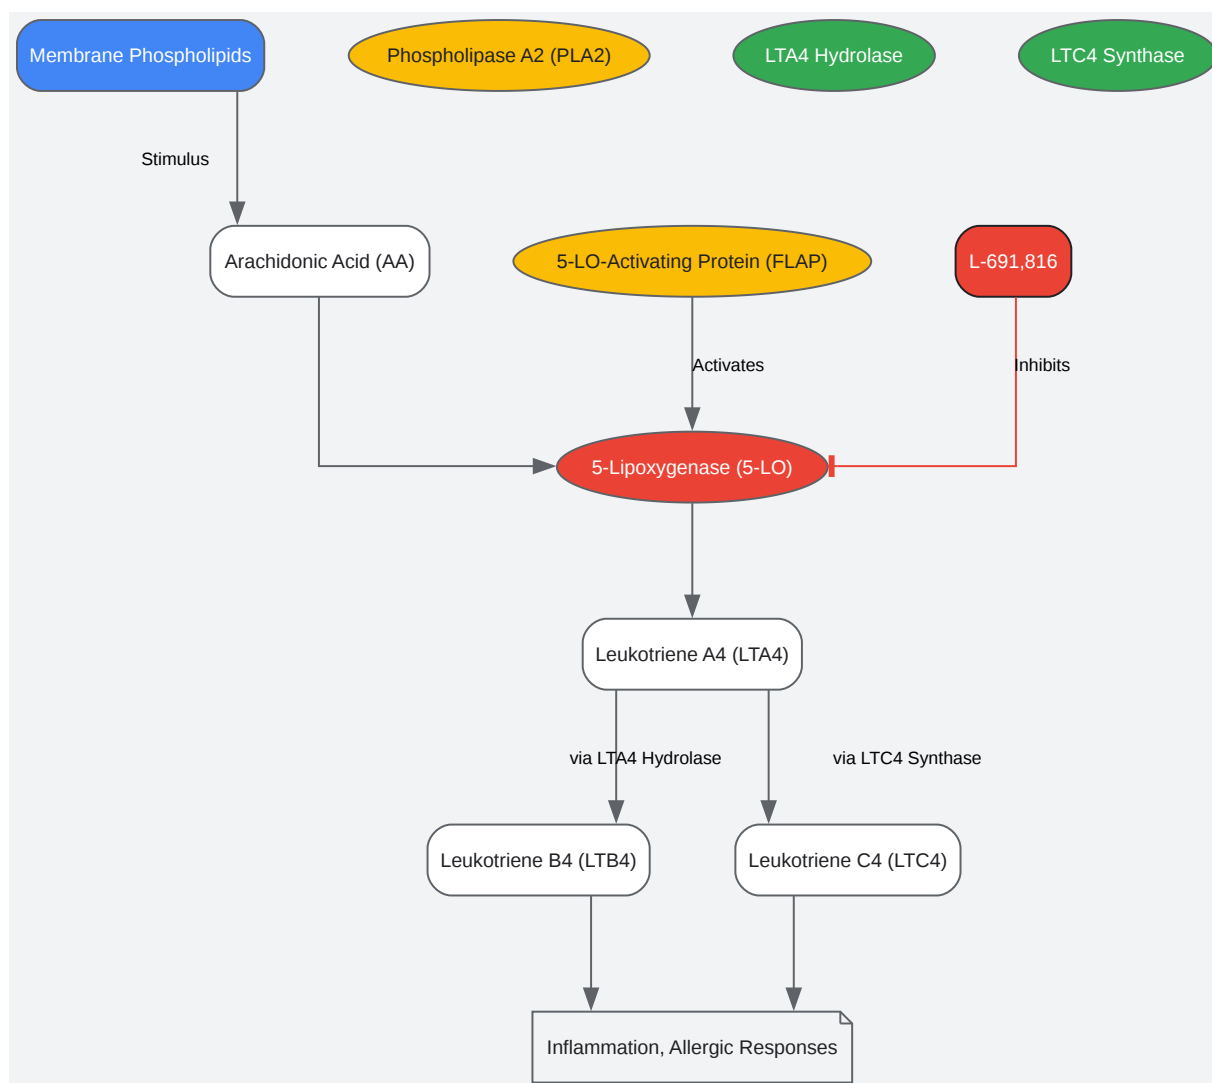 Membrane Phospholipids
Phospholipase A2 (PLA2)
LTA4 Hydrolase
LTC4 Synthase
Stimulus
Arachidonic Acid (AA)
5-LO-Activating Protein (FLAP)
L-691,816
Activates
Inhibits
5-Lipoxygenase (5-LO)
Leukotriene A4 (LTA4)
via LTA4 Hydrolase
via LTC4 Synthase
Leukotriene B4 (LTB4)
Leukotriene C4 (LTC4)
Inflammation, Allergic Responses